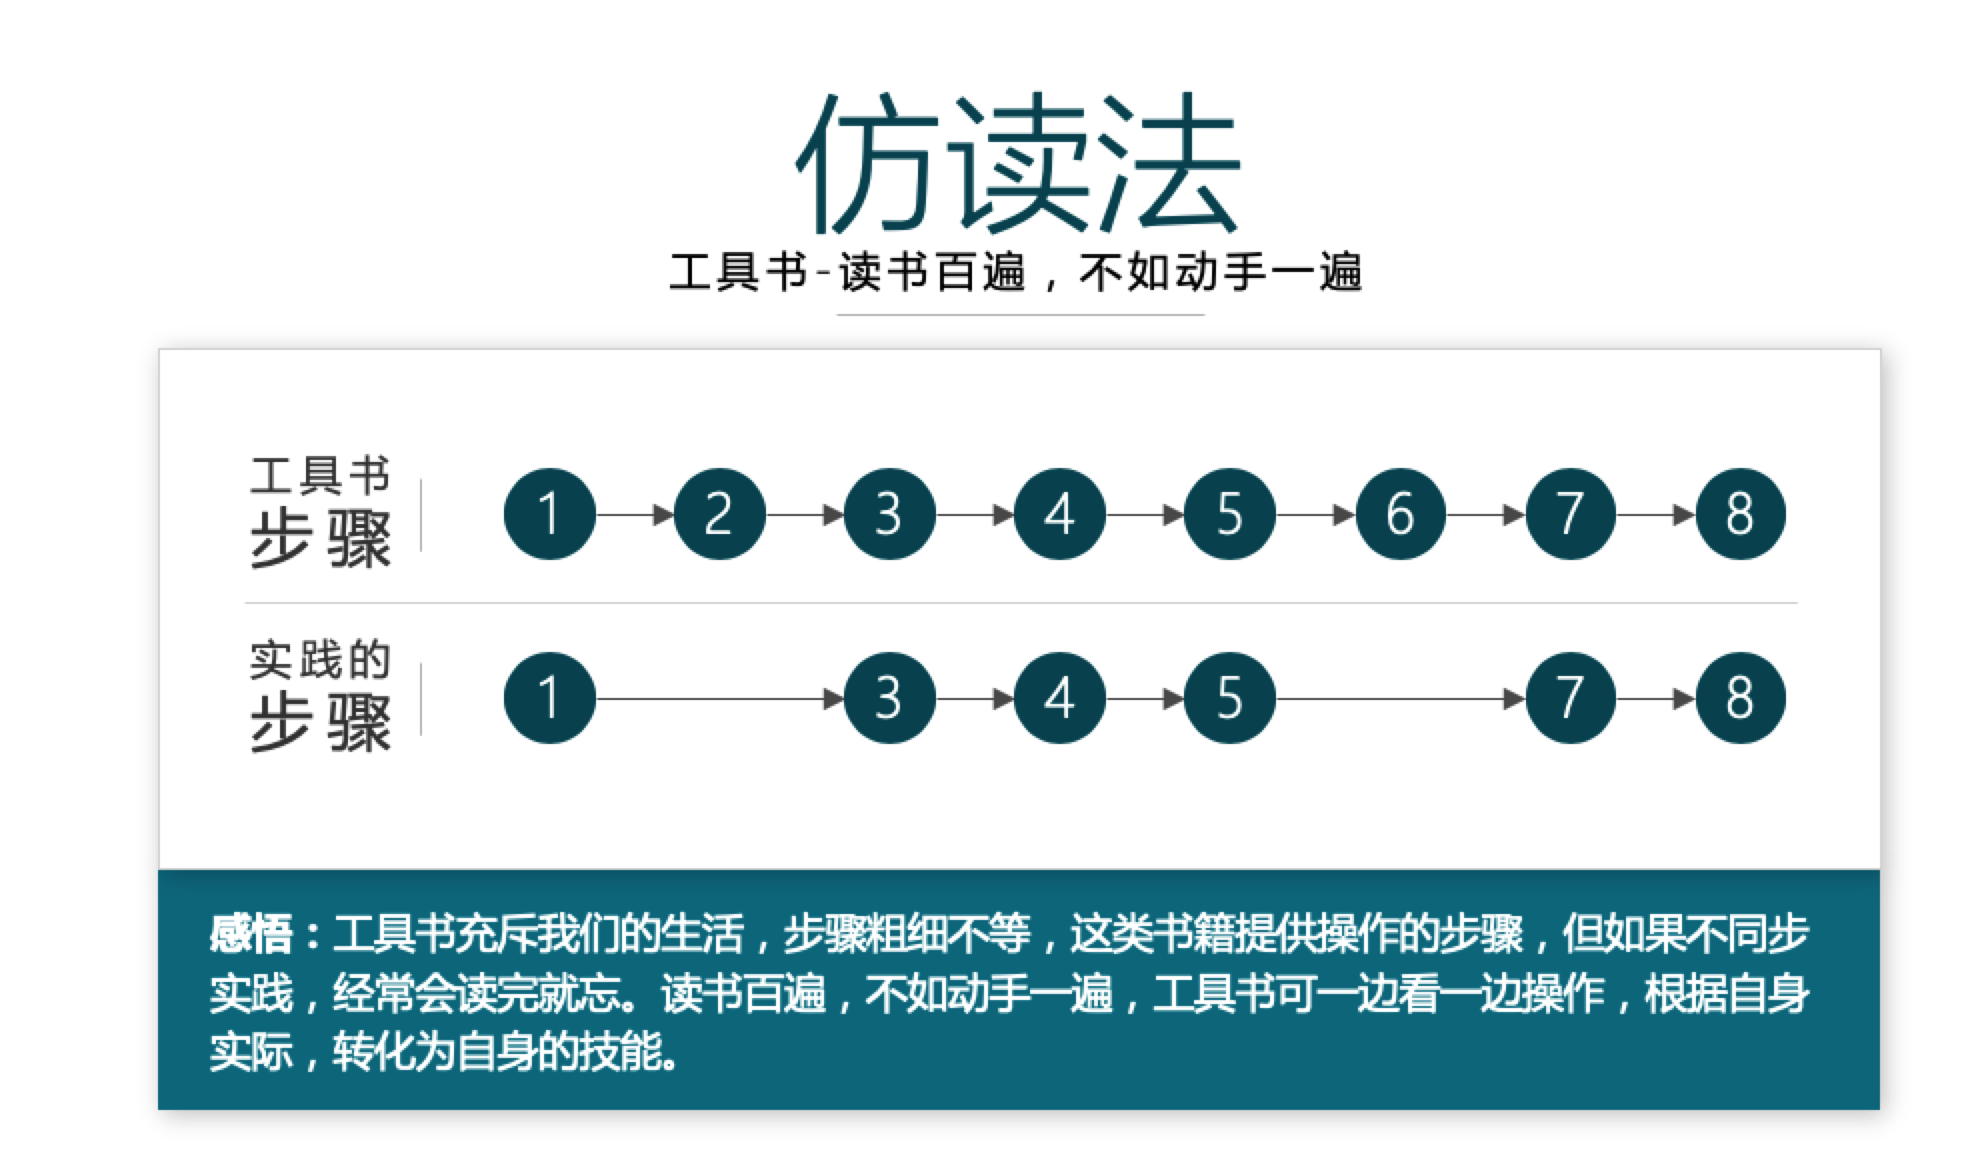 仿读法
工具书-读书百遍，不如动手一遍
工具书
步骤
1 2 3 4 5 6 7 8
实践的
步骤
1 3 4 5 7 8
感悟：工具书充斥我们的生活，步骤粗细不等，这类书籍提供操作的步骤，但如果不同步
实践，经常会读完就忘。读书百遍，不如动手一遍，工具书可一边看一边操作，根据自身
实际，转化为自身的技能。